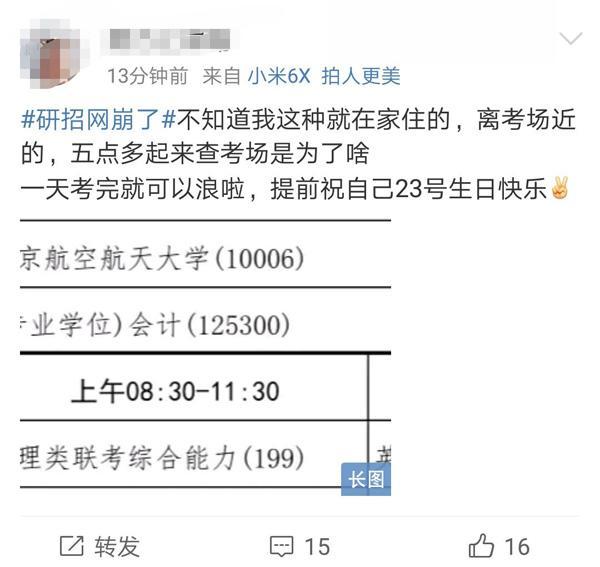 13分钟前 来自 小米6X 拍人更美
#研招网崩了#不知道我这种就在家住的，离考场近
的，五点多起来查考场是为了啥
一天考完就可以浪啦，提前祝自己23号生日快乐✌
京航空航天大学(10006)
业学位)会计(125300)
上午08:30-11:30
理类联考综合能力(199)
英
长图
转发 15 16